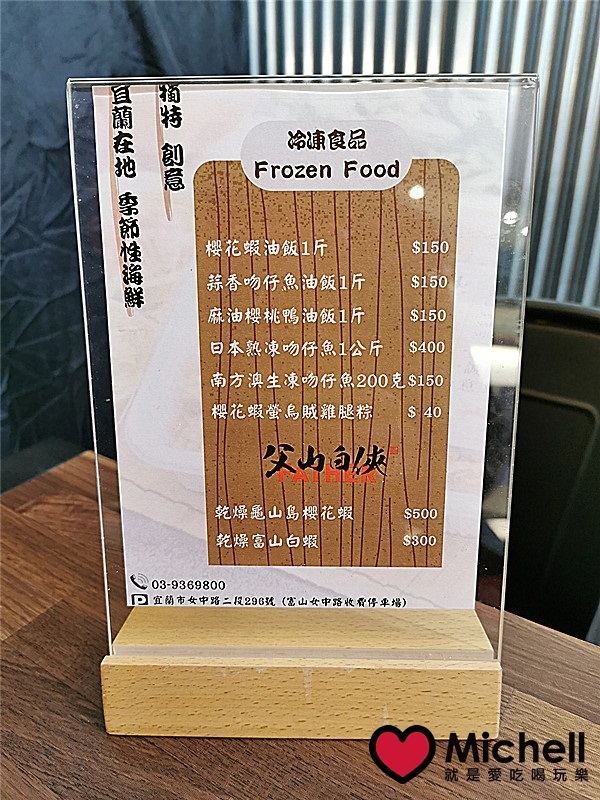 獨特 創意
宜蘭在地 季節性海鮮
冷凍食品
Frozen Food
櫻花蝦油飯1斤 $150
蒜香吻仔魚油飯1斤 $150
麻油櫻桃鴨油飯1斤 $150
日本熟凍吻仔魚1公斤 $400
南方澳生凍吻仔魚200克 $150
櫻花蝦螢烏賊雞腿粽 $ 40
父山白俠
FATHER
乾燥龜山島櫻花蝦 $500
乾燥富山白蝦 $300
03-9369800
P 宜蘭市女中路二段296號 (富山女中路收費停車場)
Michell
就是愛吃喝玩樂